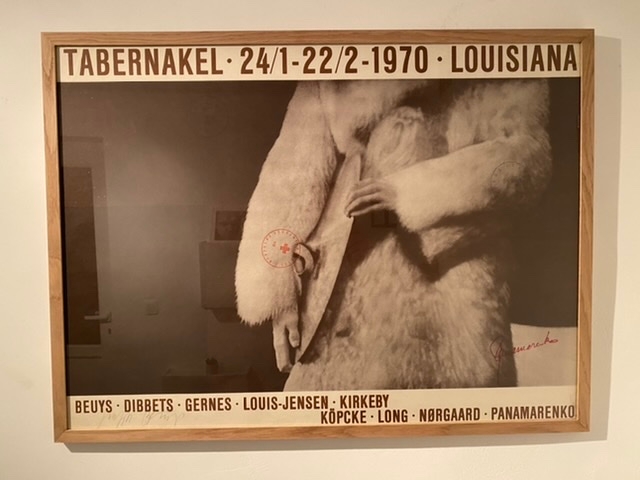 TABERNAKEL · 24/1-22/2-1970 · LOUISIANA
BEUYS · DIBBETS · GERNES · LOUIS-JENSEN · KIRKEBY
KÖPCKE · LONG · NØRGAARD · PANAMARENKO